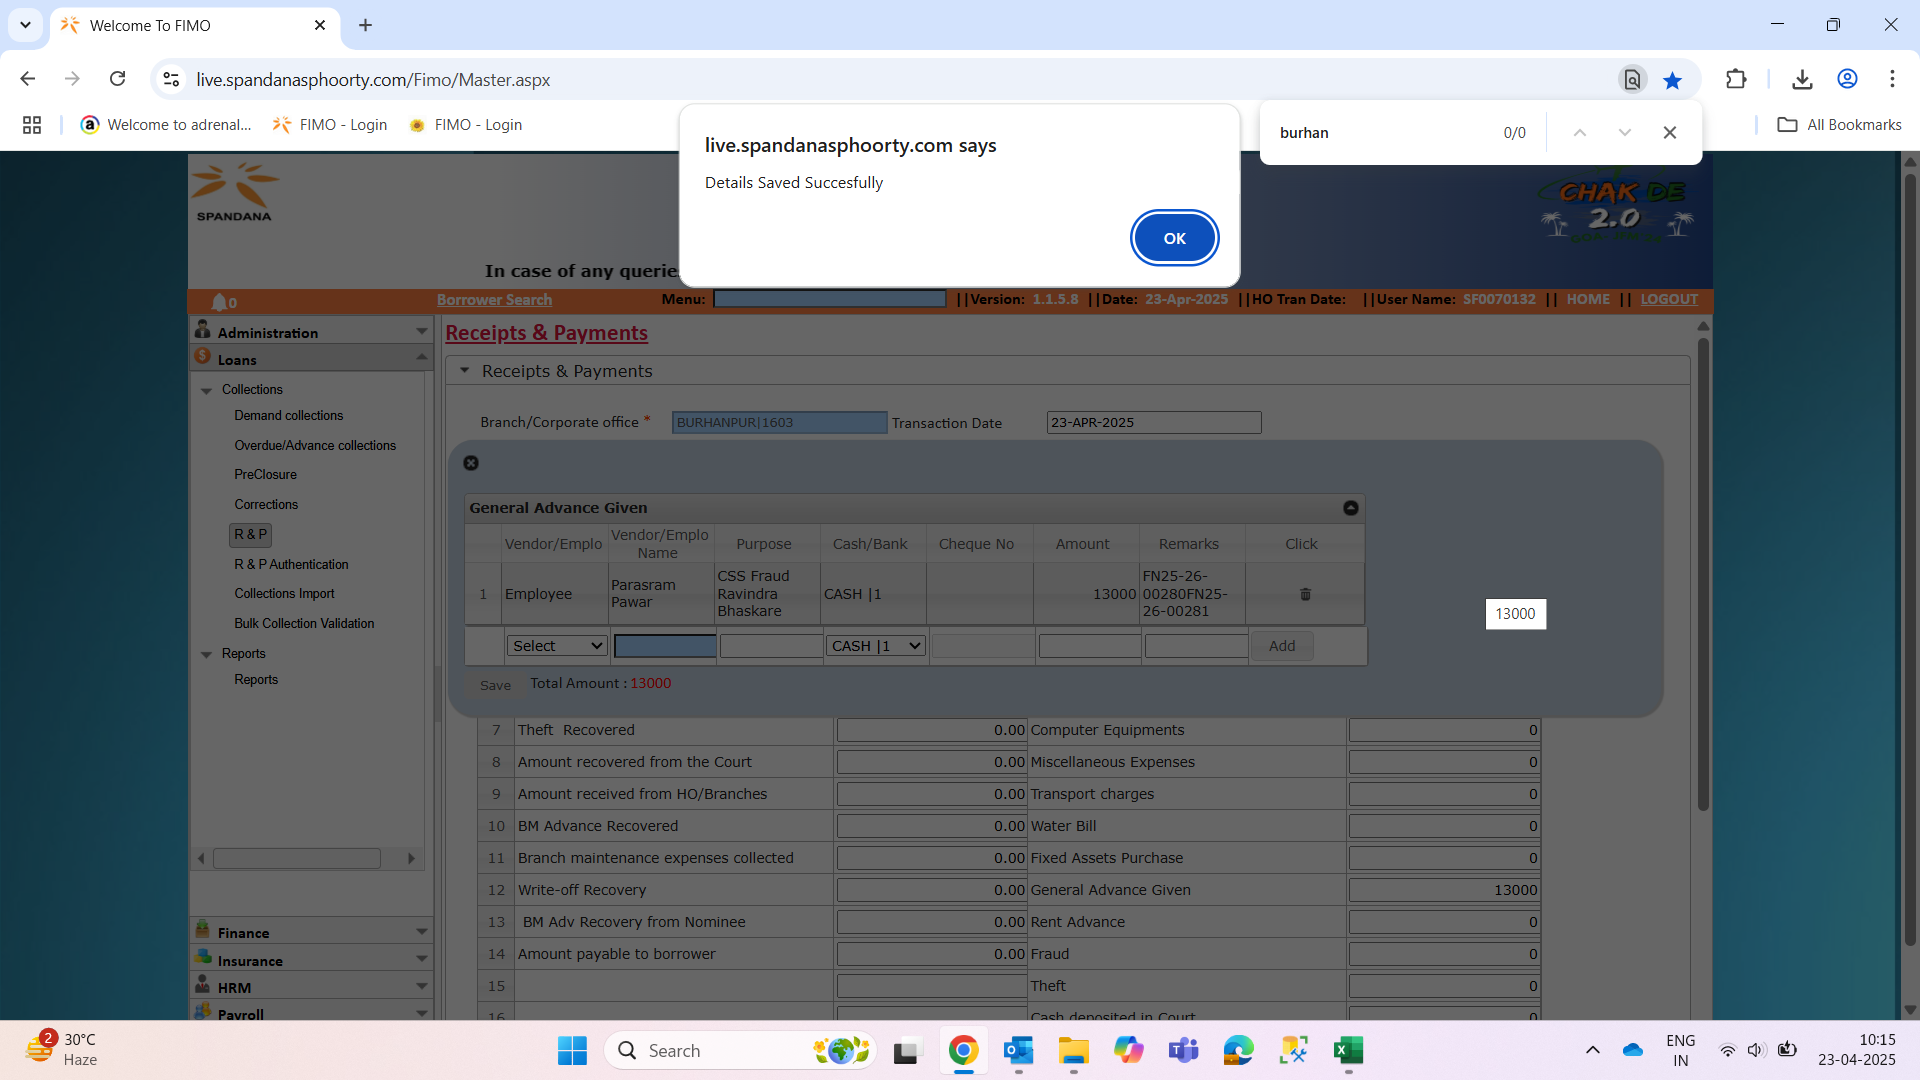 Welcome To FIMO
live.spandanasphoorty.com/Fimo/Master.aspx
Welcome to adrenal...
FIMO - Login
FIMO - Login
All Bookmarks
burhan 0/0
live.spandanasphoorty.com says
Details Saved Succesfully
OK
SPANDANA
CHAK DE
2.0
In case of any querie
0
Borrower Search Menu: ||Version: 1.1.5.8 ||Date: 23-Apr-2025 ||HO Tran Date: ||User Name: SF0070132 || HOME || LOGOUT
Administration
Loans
Collections
Demand collections
Overdue/Advance collections
PreClosure
Corrections
R & P
R & P Authentication
Collections Import
Bulk Collection Validation
Reports
Reports
Finance
Insurance
HRM
Payroll
Receipts & Payments
Receipts & Payments
Branch/Corporate office * BURHANPUR|1603 Transaction Date 23-APR-2025
General Advance Given
Vendor/Emplo Vendor/Emplo Name Purpose Cash/Bank Cheque No Amount Remarks Click
1 Employee Parasram Pawar CSS Fraud Ravindra Bhaskare CASH |1 13000 FN25-26-00280FN25-26-00281
Select CASH |1 Add
Save Total Amount : 13000
13000
7 Theft Recovered 0.00 Computer Equipments 0
8 Amount recovered from the Court 0.00 Miscellaneous Expenses 0
9 Amount received from HO/Branches 0.00 Transport charges 0
10 BM Advance Recovered 0.00 Water Bill 0
11 Branch maintenance expenses collected 0.00 Fixed Assets Purchase 0
12 Write-off Recovery 0.00 General Advance Given 13000
13 BM Adv Recovery from Nominee 0.00 Rent Advance 0
14 Amount payable to borrower 0.00 Fraud 0
15 Theft 0
16 Cash deposited in Court 0
2
30°C
Haze
Search
ENG
IN
10:15
23-04-2025